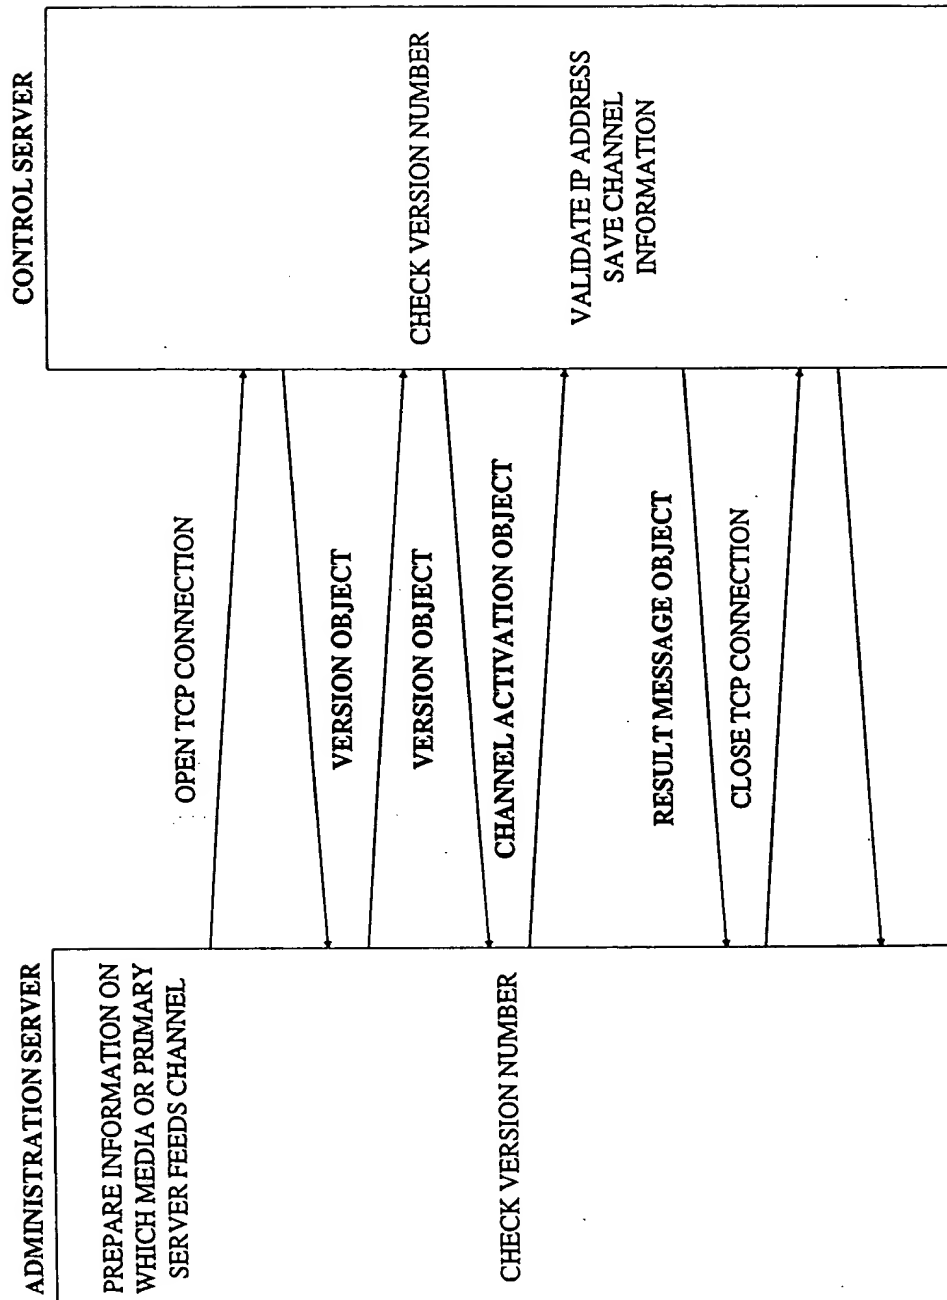 ADMINISTRATION SERVER
CONTROL SERVER
PREPARE INFORMATION ON
WHICH MEDIA OR PRIMARY
SERVER FEEDS CHANNEL
OPEN TCP CONNECTION
VERSION OBJECT
VERSION OBJECT
CHECK VERSION NUMBER
CHECK VERSION NUMBER
CHANNEL ACTIVATION OBJECT
VALIDATE IP ADDRESS
SAVE CHANNEL
INFORMATION
RESULT MESSAGE OBJECT
CLOSE TCP CONNECTION